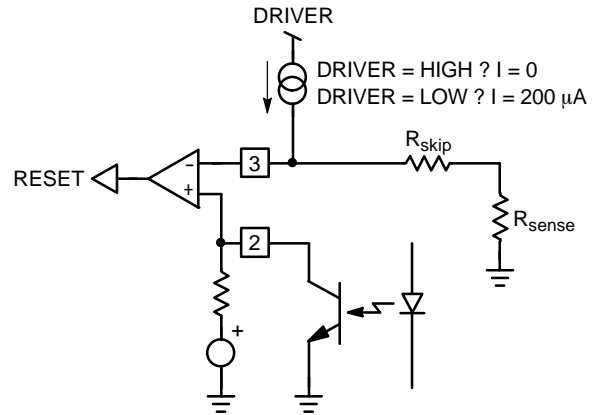 DRIVER
DRIVER = HIGH ? I = 0
DRIVER = LOW ? I = 200 μA
Rskip
3
RESET
-
+
Rsense
2
+